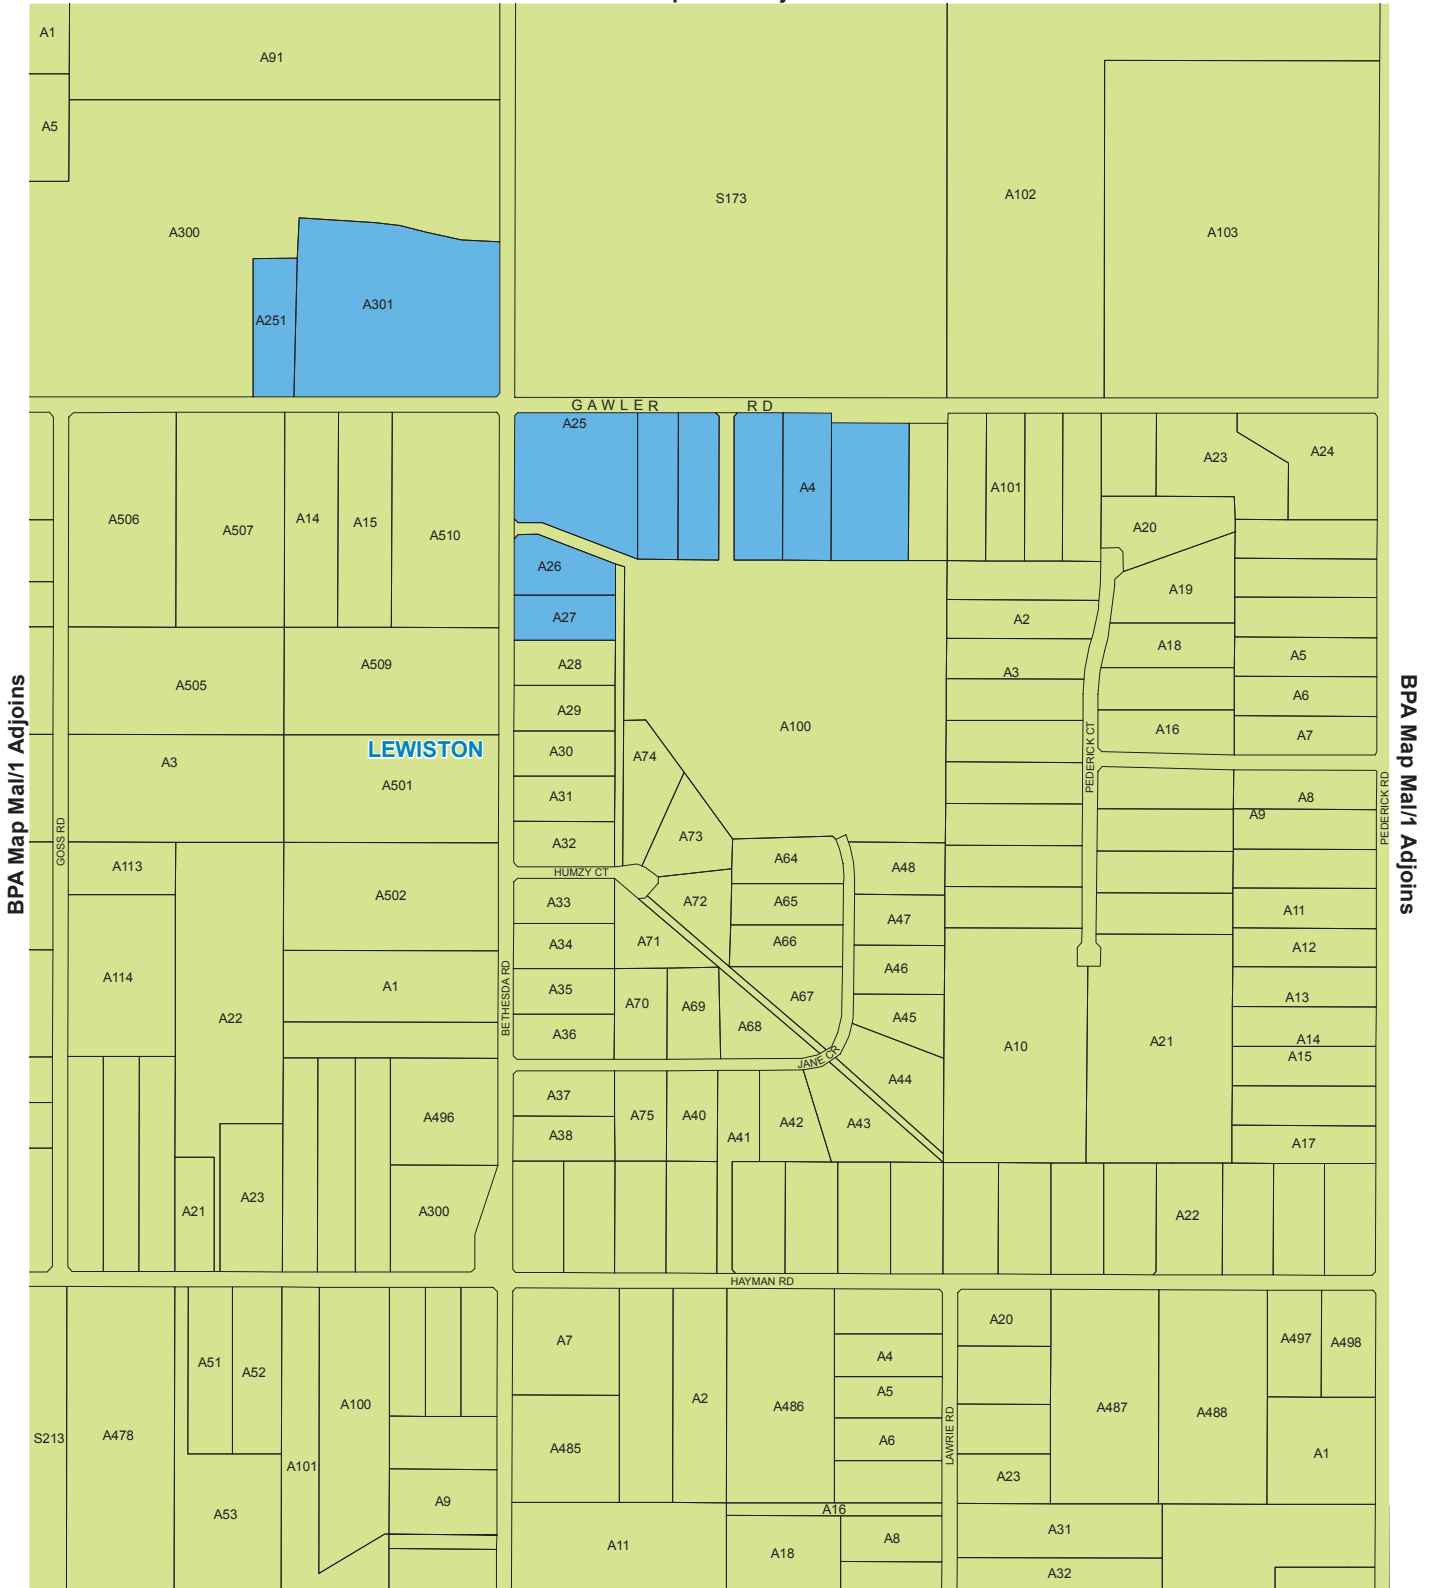 A1
A91
A5
S173
A102
A103
A300
A301
A251
GAWLER RD
A25
A4
A101
A23
A24
A506
A507
A14
A15
A510
A20
A26
A27
A19
A2
A18
A28
A3
A5
A505
A509
A6
A29
A100
A16
A7
LEWISTON
A3
A501
A30
A74
A31
A8
A9
PEDERICK CT
PEDERICK RD
BPA Map Mal/1 Adjoins
BPA Map Mal/1 Adjoins
GOSS RD
A73
A32
A64
A48
A113
HUMZY CT
A502
A33
A72
A65
A47
A11
A34
A71
A66
A12
A114
A46
A1
A35
A70
A69
A67
A13
A22
BETHESDA RD
A36
A68
A45
A10
A21
A14
A15
JANE CR
A44
A37
A75
A40
A42
A43
A496
A38
A41
A17
A21
A23
A300
A22
HAYMAN RD
A7
A20
A497
A498
A51
A52
A4
A5
A100
A2
A486
A487
A488
S213
A478
A485
A6
LAWRIE RD
A1
A101
A23
A9
A53
A16
A11
A18
A8
A31
A32